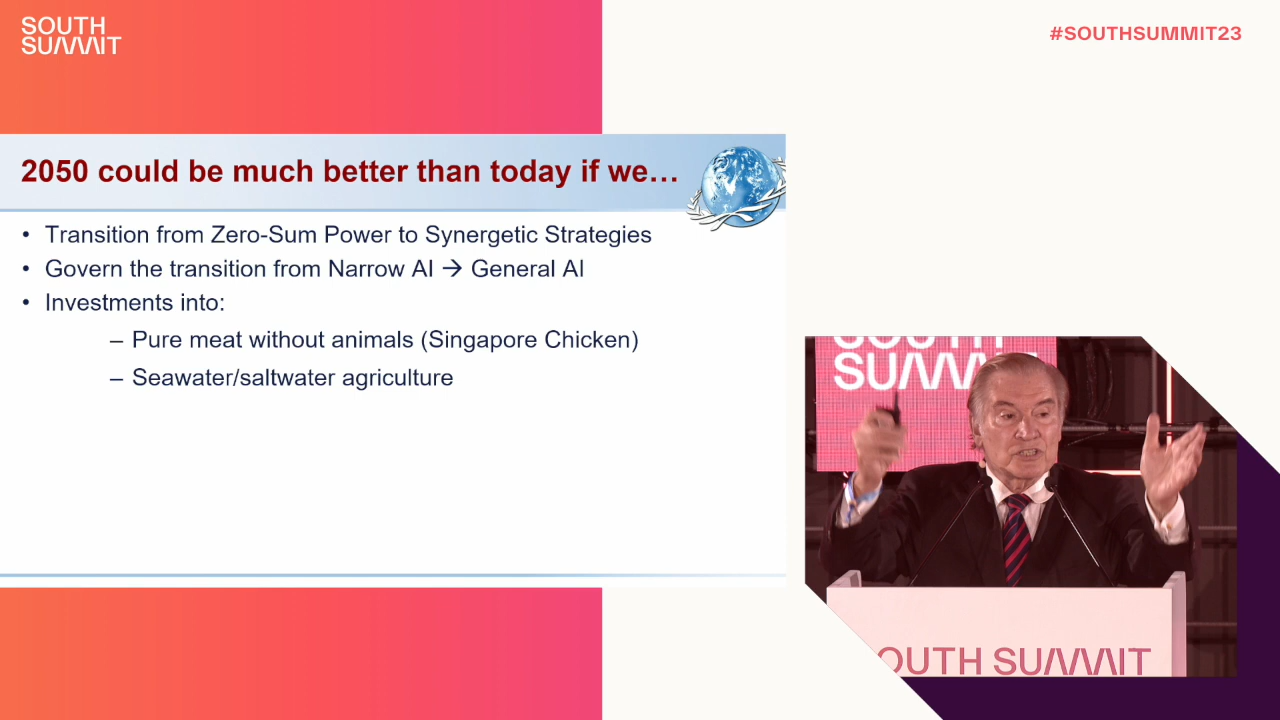 SOUTH
SUMMIT
#SOUTHSUMMIT23
2050 could be much better than today if we…
• Transition from Zero-Sum Power to Synergetic Strategies
• Govern the transition from Narrow AI → General AI
• Investments into:
– Pure meat without animals (Singapore Chicken)
– Seawater/saltwater agriculture
SOUTH
SUMM
OUTH SUMMIT